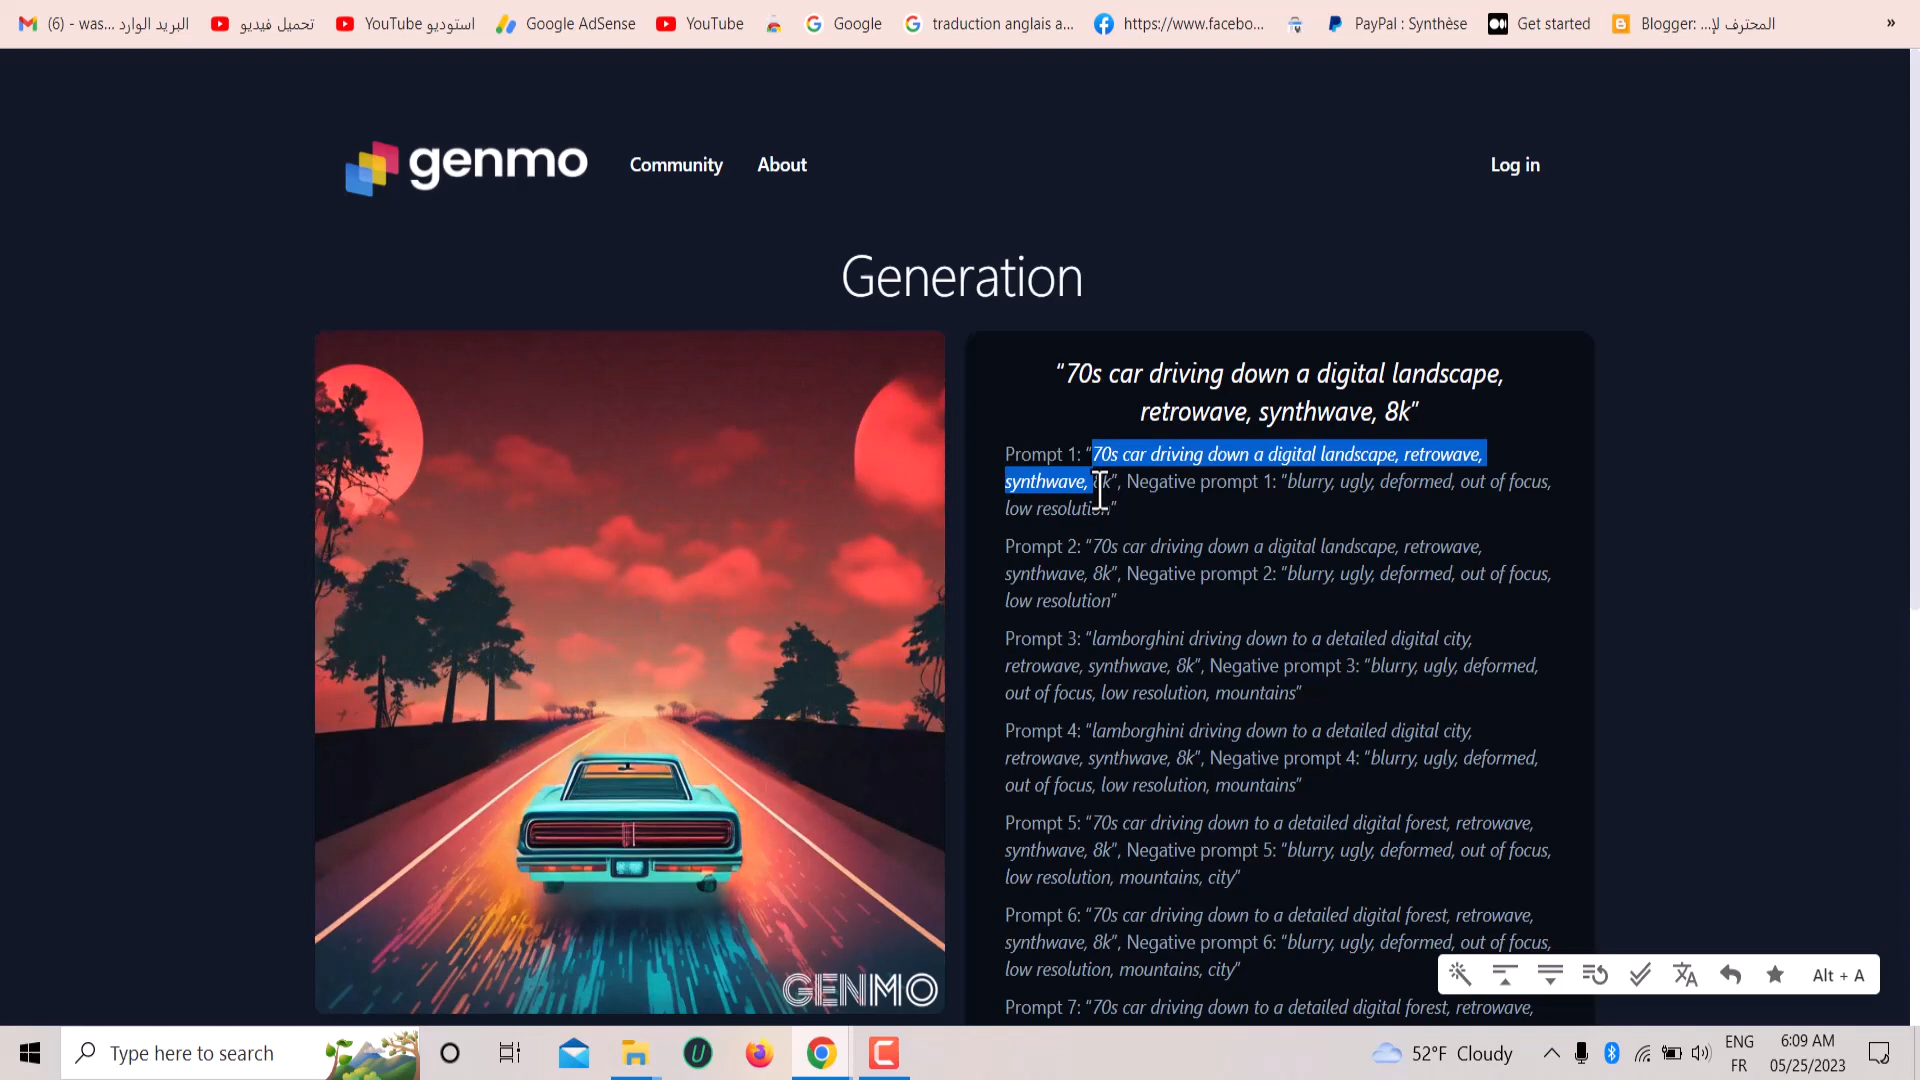 (6) - was... البريد الوارد
تحميل فيديو
استوديو YouTube
Google AdSense
YouTube
Google
traduction anglais a...
https://www.facebo...
PayPal : Synthèse
Get started
Blogger: ...المحترف لإ
»
genmo
Community
About
Log in
Generation
"70s car driving down a digital landscape,
retrowave, synthwave, 8k"
Prompt 1: "70s car driving down a digital landscape, retrowave,
synthwave, 8k", Negative prompt 1: "blurry, ugly, deformed, out of focus,
low resolution"
Prompt 2: "70s car driving down a digital landscape, retrowave,
synthwave, 8k", Negative prompt 2: "blurry, ugly, deformed, out of focus,
low resolution"
Prompt 3: "lamborghini driving down to a detailed digital city,
retrowave, synthwave, 8k", Negative prompt 3: "blurry, ugly, deformed,
out of focus, low resolution, mountains"
Prompt 4: "lamborghini driving down to a detailed digital city,
retrowave, synthwave, 8k", Negative prompt 4: "blurry, ugly, deformed,
out of focus, low resolution, mountains"
Prompt 5: "70s car driving down to a detailed digital forest, retrowave,
synthwave, 8k", Negative prompt 5: "blurry, ugly, deformed, out of focus,
low resolution, mountains, city"
Prompt 6: "70s car driving down to a detailed digital forest, retrowave,
synthwave, 8k", Negative prompt 6: "blurry, ugly, deformed, out of focus,
low resolution, mountains, city"
Prompt 7: "70s car driving down to a detailed digital forest, retrowave,
GENMO
Alt + A
Type here to search
52°F Cloudy
ENG
FR
6:09 AM
05/25/2023